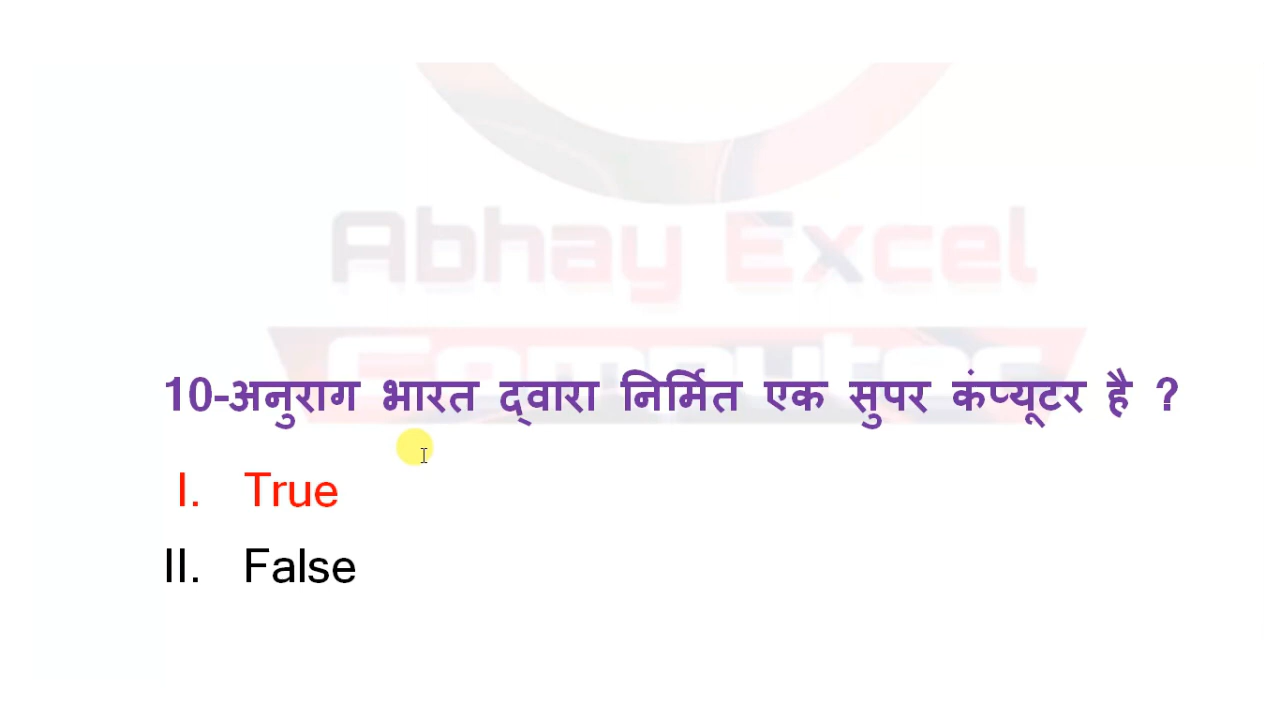 Abhay Excel
Computer
10-अनुराग भारत द्वारा निर्मित एक सुपर कंप्यूटर है ?
I. True
II. False